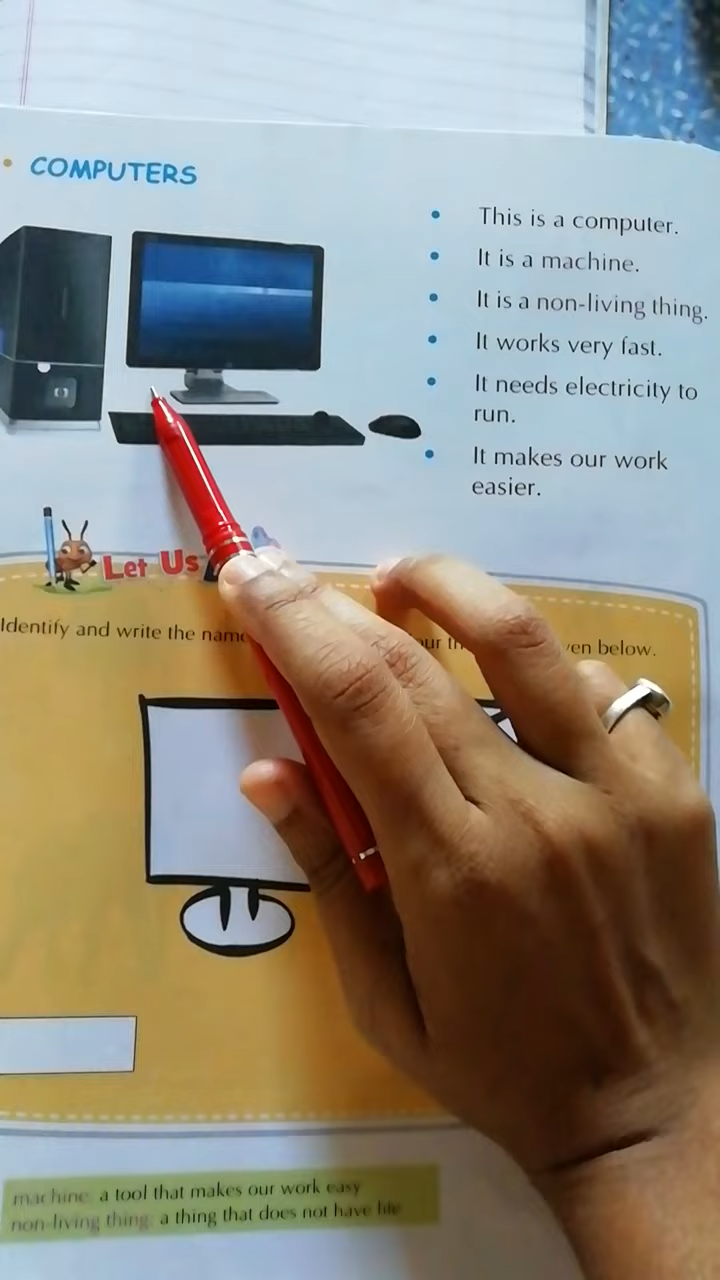 COMPUTERS
• This is a computer.
• It is a machine.
• It is a non-living thing.
• It works very fast.
• It needs electricity to
run.
• It makes our work
easier.
Let Us
Identify and write the name below.
machine: a tool that makes our work easy
non-living thing: a thing that does not have life